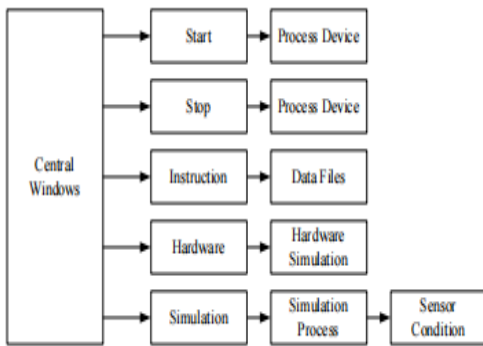 Central
Windows
Start
Process Device
Stop
Process Device
Instruction
Data Files
Hardware
Hardware
Simulation
Simulation
Simulation
Process
Sensor
Condition